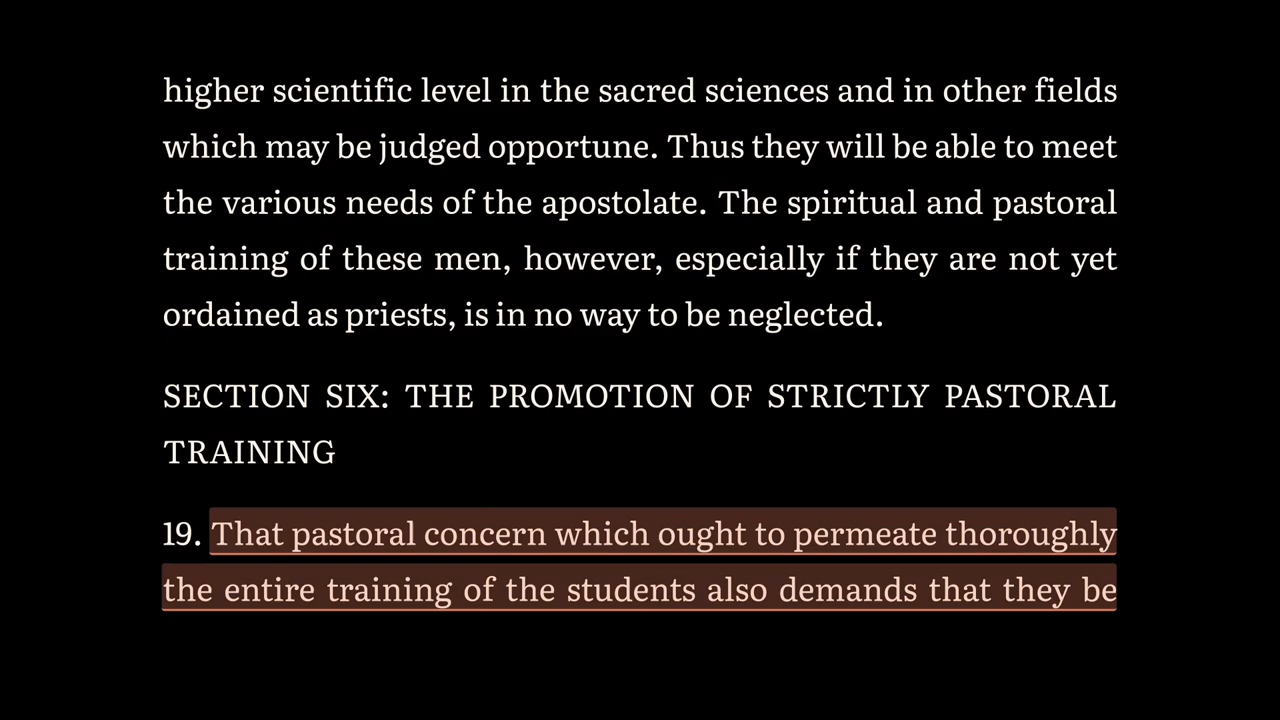 higher scientific level in the sacred sciences and in other fields
which may be judged opportune. Thus they will be able to meet
the various needs of the apostolate. The spiritual and pastoral
training of these men, however, especially if they are not yet
ordained as priests, is in no way to be neglected.
SECTION SIX: THE PROMOTION OF STRICTLY PASTORAL
TRAINING
19. That pastoral concern which ought to permeate thoroughly
the entire training of the students also demands that they be